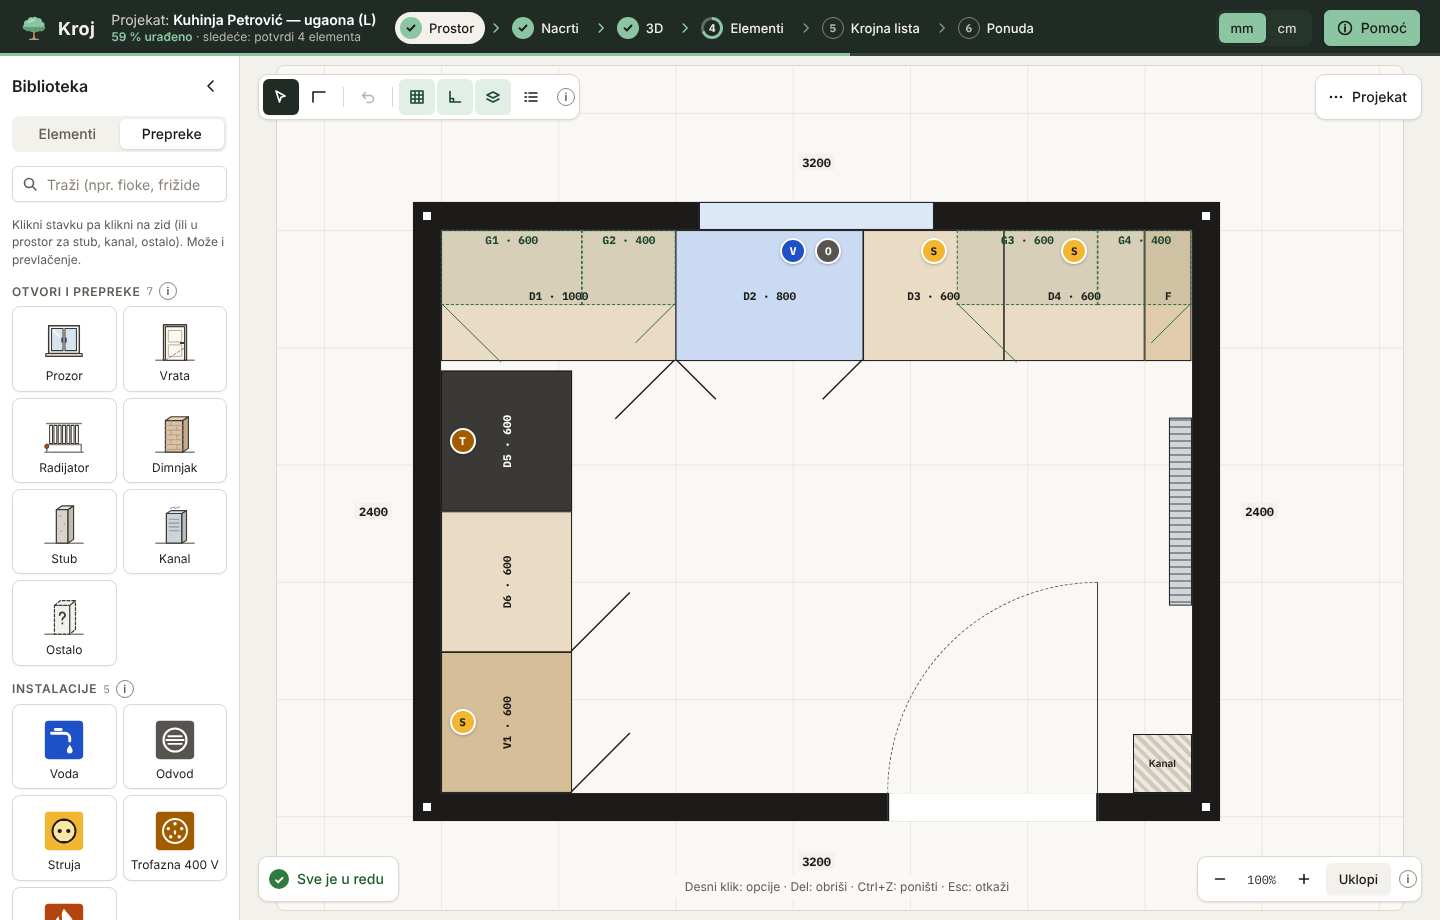 Kroj
Projekat: Kuhinja Petrović — ugaona (L)
59 % urađeno · sledeće: potvrdi 4 elementa
Prostor
Nacrti
3D
4 Elementi
5 Krojna lista
6 Ponuda
mm
cm
Pomoć
Biblioteka
Elementi
Prepreke
Traži (npr. fioke, frižide
Klikni stavku pa klikni na zid (ili u
prostor za stub, kanal, ostalo). Može i
prevlačenje.
OTVORI I PREPREKE 7
Prozor
Vrata
Radijator
Dimnjak
Stub
Kanal
?
Ostalo
INSTALACIJE 5
Voda
Odvod
Struja
Trofazna 400 V
Projekat
3200
G1 · 600
G2 · 400
V
O
S
G3 · 600
S
G4 · 400
D1 · 1000
D2 · 800
D3 · 600
D4 · 600
F
T
D5 · 600
2400
2400
D6 · 600
S
V1 · 600
Kanal
3200
Sve je u redu
Desni klik: opcije · Del: obriši · Ctrl+Z: poništi · Esc: otkaži
100%
Uklopi